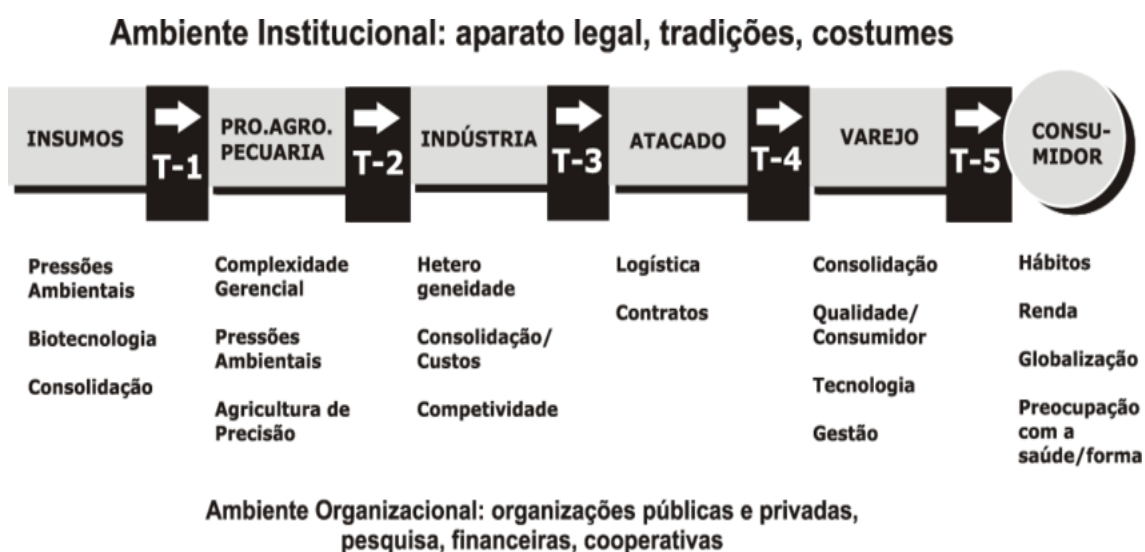 Ambiente Institucional: aparato legal, tradições, costumes
INSUMOS
T-1
PRO.AGRO.
PECUARIA
T-2
INDÚSTRIA
T-3
ATACADO
T-4
VAREJO
T-5
CONSU-
MIDOR
Pressões
Ambientais
Biotecnologia
Consolidação
Complexidade
Gerencial
Pressões
Ambientais
Agricultura de
Precisão
Hetero
geneidade
Consolidação/
Custos
Competividade
Logística
Contratos
Consolidação
Qualidade/
Consumidor
Tecnologia
Gestão
Hábitos
Renda
Globalização
Preocupação
com a
saúde/forma
Ambiente Organizacional: organizações públicas e privadas,
pesquisa, financeiras, cooperativas